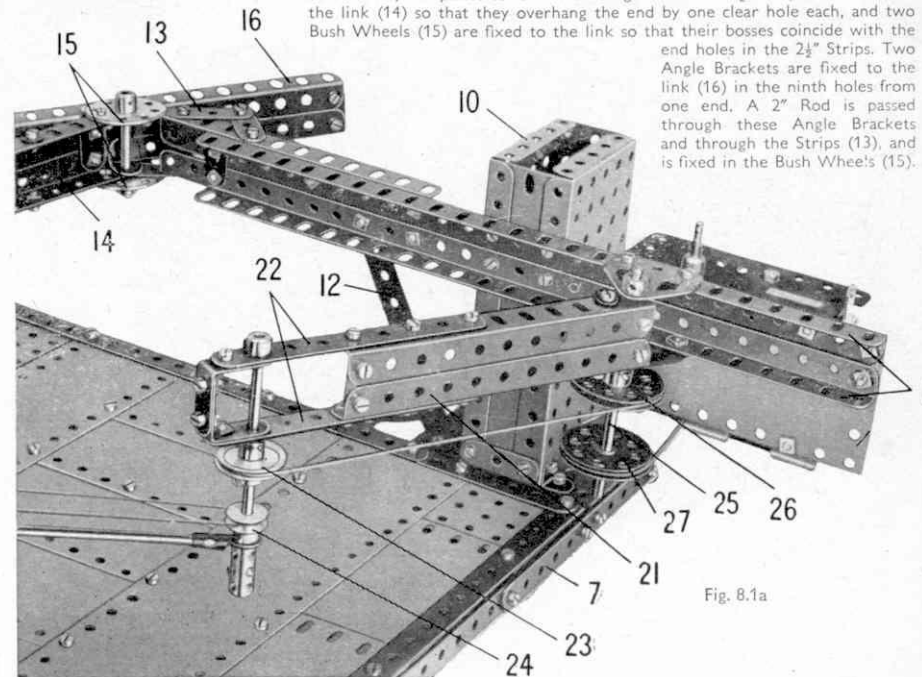 the link (14) so that they overhang the end by one clear hole each, and two
Bush Wheels (15) are fixed to the link so that their bosses coincide with the
end holes in the 2½″ Strips. Two
Angle Brackets are fixed to the
link (16) in the ninth holes from
one end. A 2″ Rod is passed
through these Angle Brackets
and through the Strips (13), and
is fixed in the Bush Wheels (15).
15
13
16
10
14
22
12
25
26
27
21
7
Fig. 8.1a
23
24